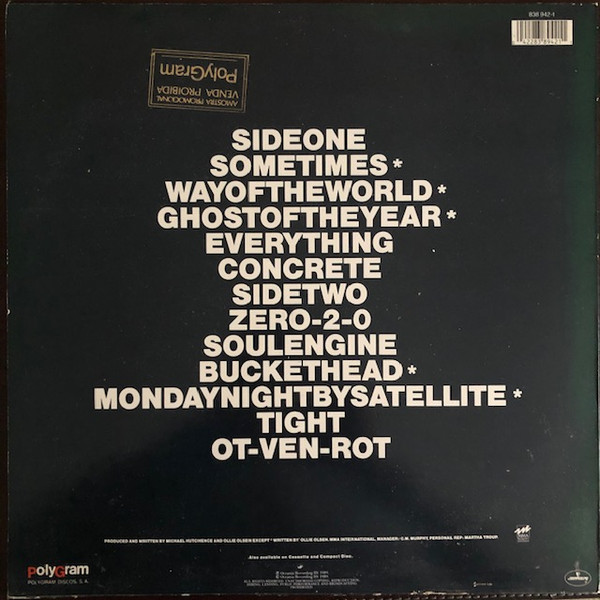 838 942-1
AMOSTRA PROMOCIONAL
VENDA PROIBIDA
PolyGram
SIDEONE
SOMETIMES*
WAYOFTHEWORLD*
GHOSTOFTHEYEAR*
EVERYTHING
CONCRETE
SIDETWO
ZERO-2-0
SOULENGINE
BUCKETHEAD*
MONDAYNIGHTBYSATELLITE*
TIGHT
OT-VEN-ROT
PRODUCED AND WRITTEN BY MICHAEL HUTCHENCE AND OLLIE OLSEN EXCEPT * WRITTEN BY OLLIE OLSEN. MMA INTERNATIONAL, MANAGER: C.M. MURPHY, PERSONAL REP: MARTHA TROUP.
Also available on Cassette and Compact Disc.
PolyGram
POLYGRAM DISCOS, S.A.